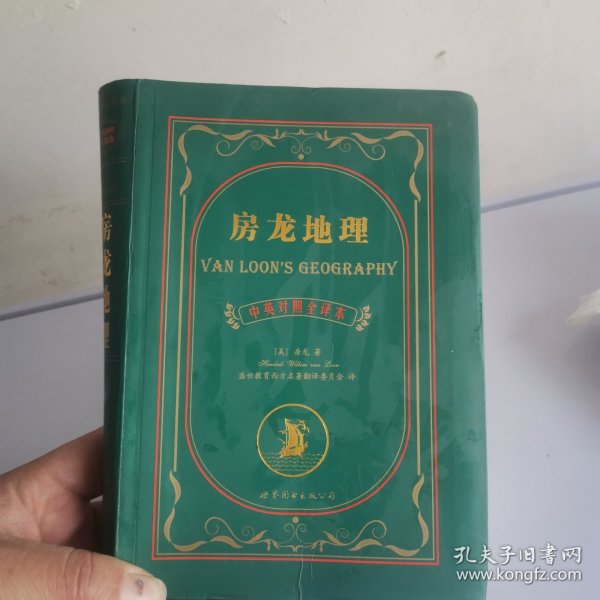 房龙地理
VAN LOON'S GEOGRAPHY
中英对照全译本
[美] 房龙 著
Hendrik Willem van Loon
盛世教育西方名著翻译委员会 译
世界图书出版公司
房龙地理
孔夫子旧书网
www.kongfz.com